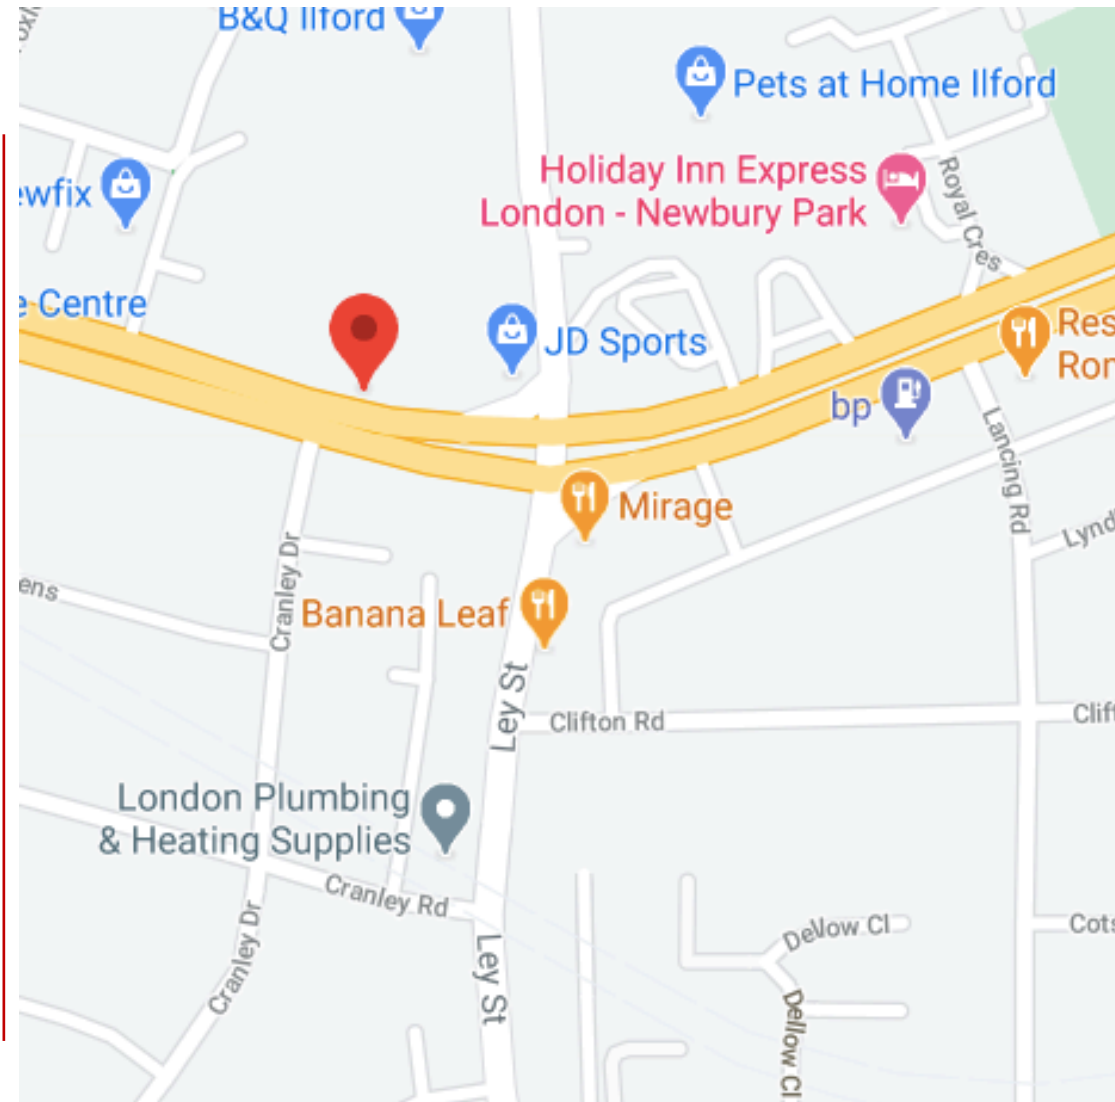 B&Q Ilford
Pets at Home Ilford
Holiday Inn Express
London - Newbury Park
ewfix
Royal Cres
e Centre
JD Sports
Res
Ror
bp
Lancing Rd
Mirage
Lynd
Cranley Dr
ens
Banana Leaf
Ley St
Clifton Rd
Clift
London Plumbing
& Heating Supplies
Cranley Rd
Cranley Dr
Dellow Cl
Cots
Ley St
Dellow Cl